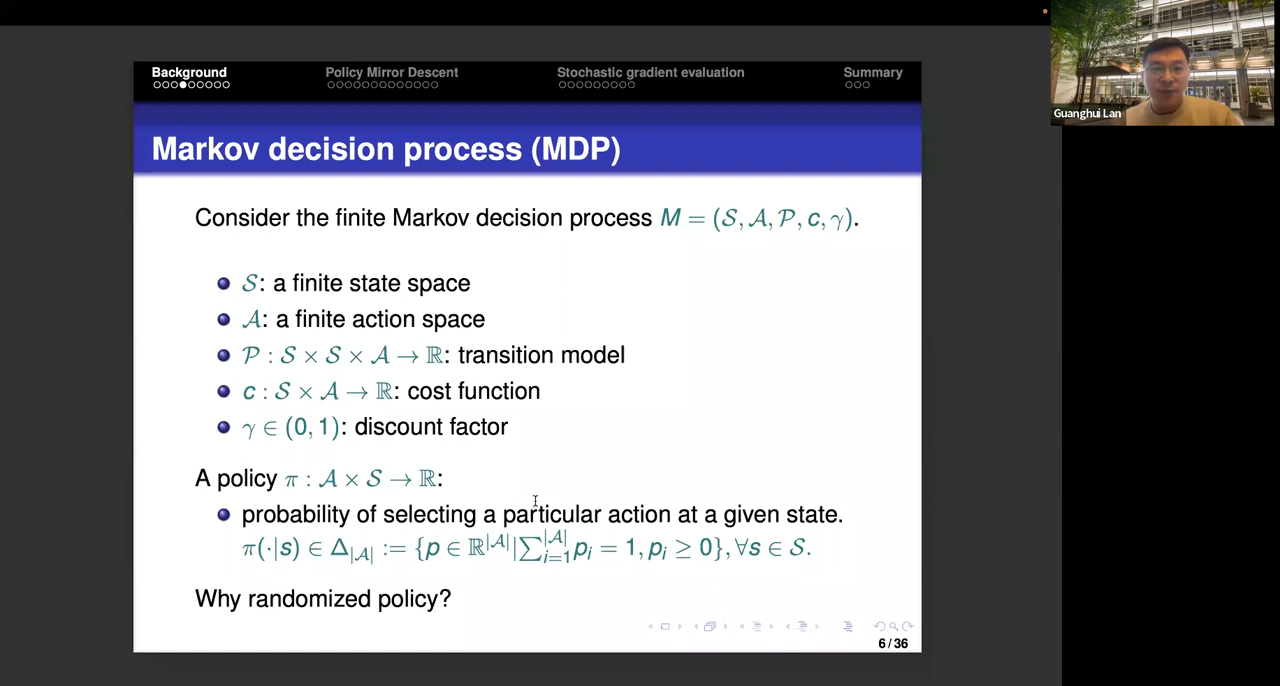 Background Policy Mirror Descent Stochastic gradient evaluation Summary
Guanghui Lan
Markov decision process (MDP)
Consider the finite Markov decision process M = (𝒮, 𝒜, 𝒫, c, γ).
𝒮: a finite state space
𝒜: a finite action space
𝒫 : 𝒮 × 𝒮 × 𝒜 → ℝ: transition model
c : 𝒮 × 𝒜 → ℝ: cost function
γ ∈ (0, 1): discount factor
A policy π : 𝒜 × 𝒮 → ℝ:
probability of selecting a particular action at a given state.
π(·|s) ∈ Δ_{|𝒜|} := {p ∈ ℝ^{|𝒜|}|∑_{i=1}^{|𝒜|} p_i = 1, p_i ≥ 0}, ∀s ∈ 𝒮.
Why randomized policy?
6 / 36